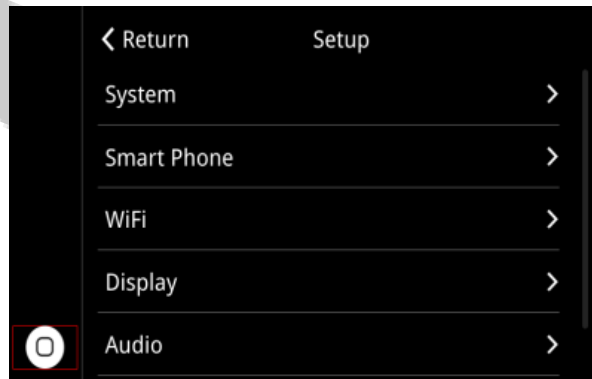 Return Setup
System
Smart Phone
WiFi
Display
Audio